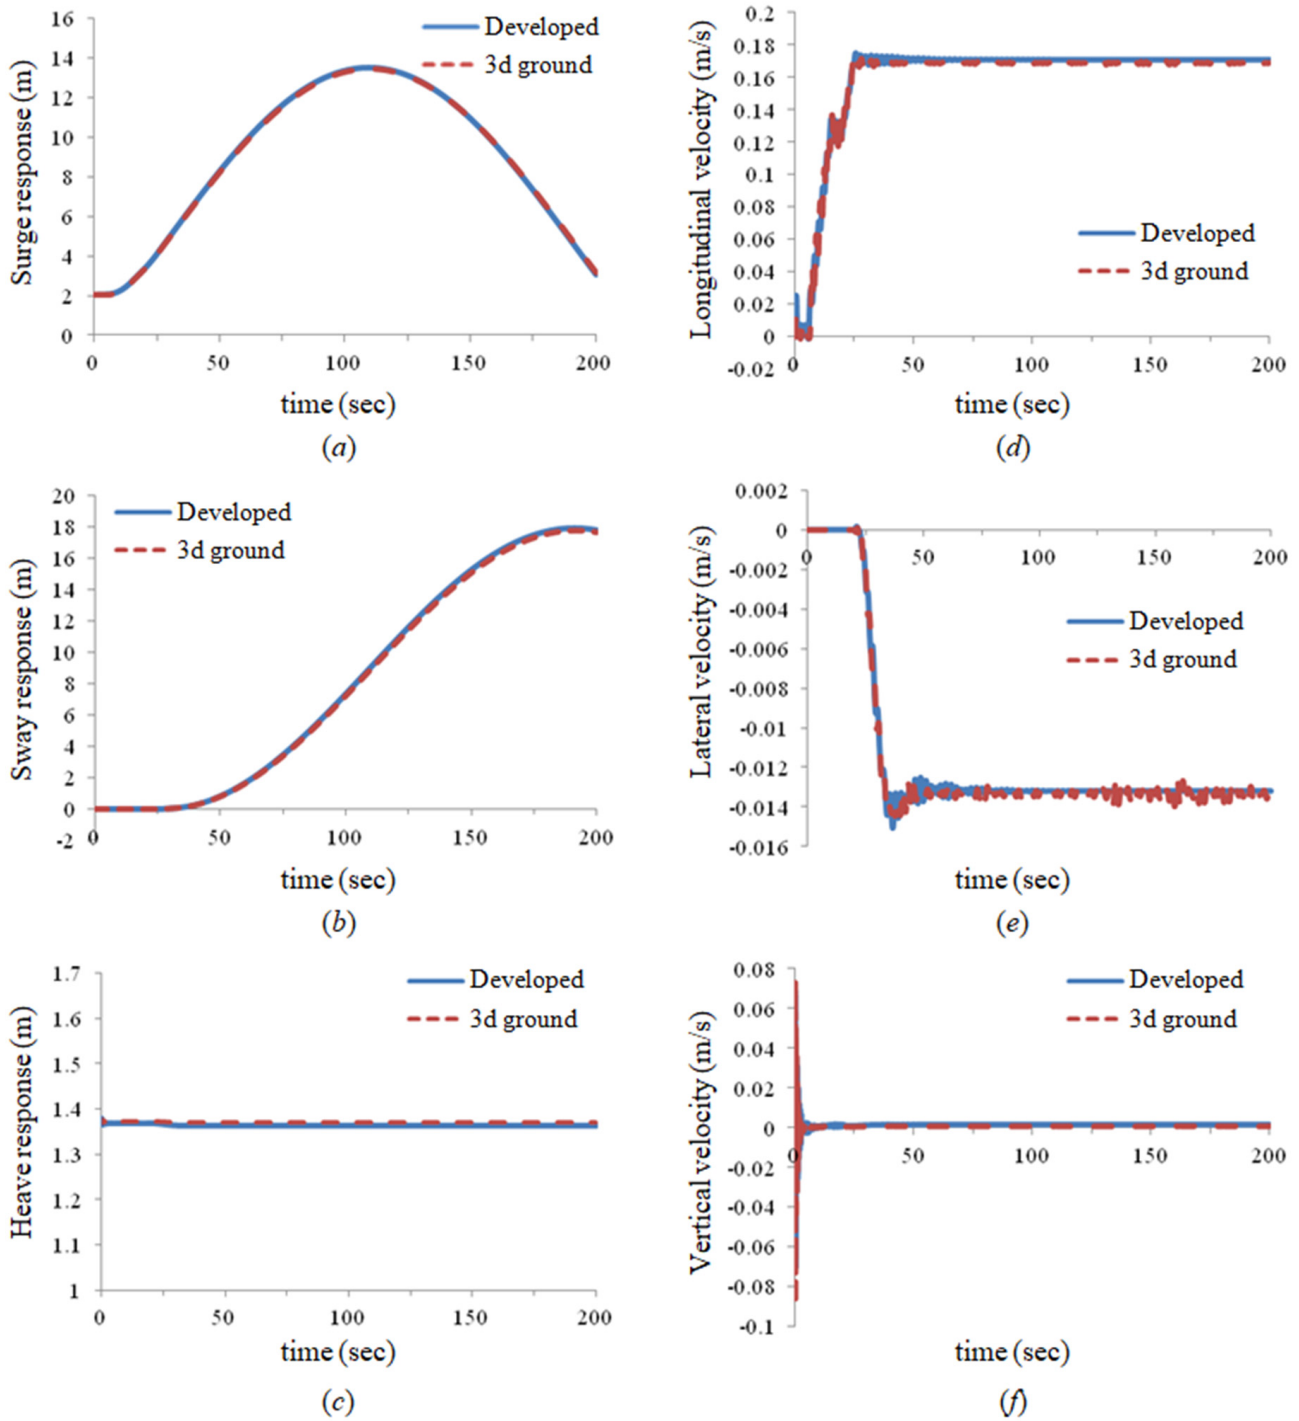 Surge response (m)
16
14
12
10
8
6
4
2
0
0 50 100 150 200
Developed
3d ground
time (sec)
(a)
Longitudinal velocity (m/s)
0.2
0.18
0.16
0.14
0.12
0.1
0.08
0.06
0.04
0.02
0
-0.02
0 50 100 150 200
Developed
3d ground
time (sec)
(d)
Sway response (m)
20
18
16
14
12
10
8
6
4
2
0
-2
0 50 100 150 200
Developed
3d ground
time (sec)
(b)
Lateral velocity (m/s)
0.002
0
-0.002
-0.004
-0.006
-0.008
-0.01
-0.012
-0.014
-0.016
0 50 100 150 200
Developed
3d ground
time (sec)
(e)
Heave response (m)
1.7
1.6
1.5
1.4
1.3
1.2
1.1
1
0 50 100 150 200
Developed
3d ground
time (sec)
(c)
Vertical velocity (m/s)
0.08
0.06
0.04
0.02
0
-0.02
-0.04
-0.06
-0.08
-0.1
0 50 100 150 200
Developed
3d ground
time (sec)
(f)